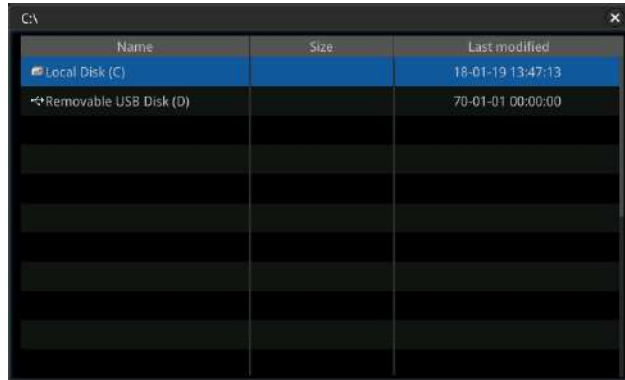 C:\
Name Size Last modified
Local Disk (C) 18-01-19 13:47:13
Removable USB Disk (D) 70-01-01 00:00:00